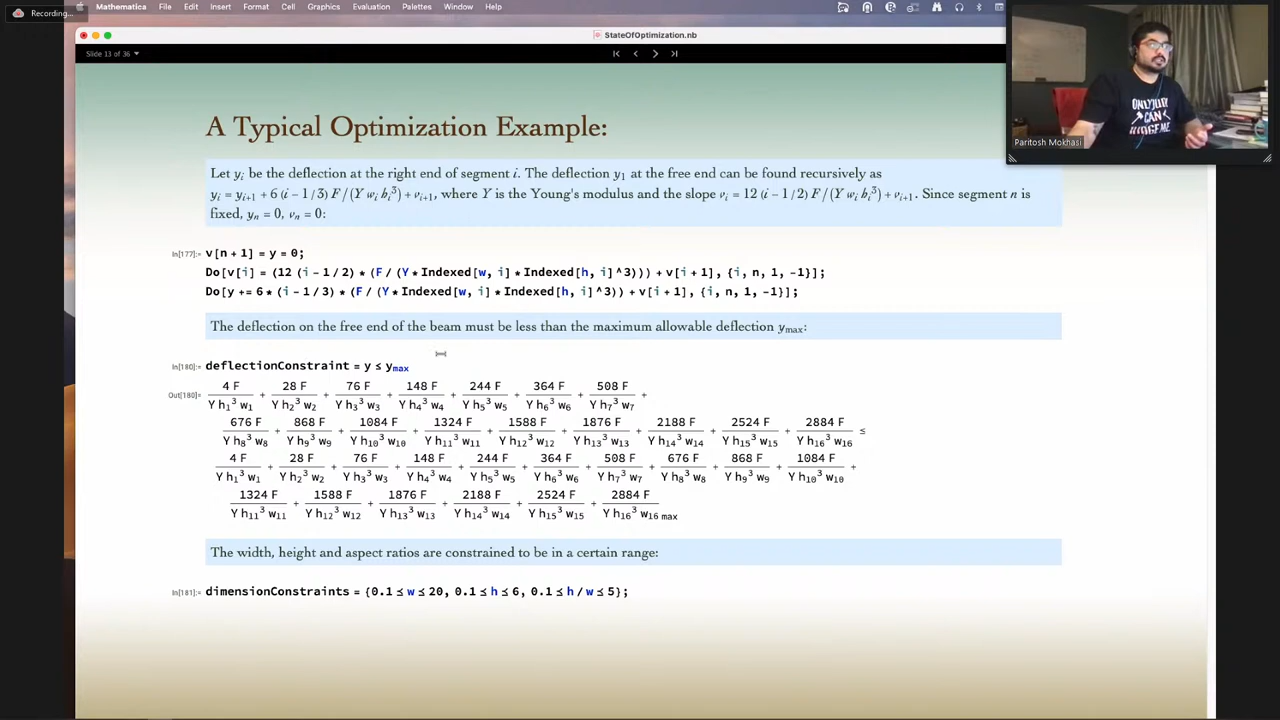 Recording...
Mathematica File Edit Insert Format Cell Graphics Evaluation Palettes Window Help
StateOfOptimization.nb
Slide 13 of 36
ONLY JUDY
CAN
JUDGE ME
Paritosh Mokhasi
A Typical Optimization Example:
Let yᵢ be the deflection at the right end of segment i. The deflection y₁ at the free end can be found recursively as
yᵢ = yᵢ₊₁ + 6 (i − 1/3) F/(Y wᵢ hᵢ³) + νᵢ₊₁, where Y is the Young's modulus and the slope νᵢ = 12 (i − 1/2) F/(Y wᵢ hᵢ³) + νᵢ₊₁. Since segment n is
fixed, yₙ = 0, νₙ = 0:
In[177]:= v[n + 1] = y = 0;
Do[v[i] = (12 (i - 1 / 2) * (F / (Y * Indexed[w, i] * Indexed[h, i] ^ 3))) + v[i + 1], {i, n, 1, -1}];
Do[y += 6 * (i - 1 / 3) * (F / (Y * Indexed[w, i] * Indexed[h, i] ^ 3)) + v[i + 1], {i, n, 1, -1}];
The deflection on the free end of the beam must be less than the maximum allowable deflection yₘₐₓ:
In[180]:= deflectionConstraint = y ≤ yₘₐₓ
4 F 28 F 76 F 148 F 244 F 364 F 508 F
Out[180]= + + + + + + +
Y h₁³ w₁ Y h₂³ w₂ Y h₃³ w₃ Y h₄³ w₄ Y h₅³ w₅ Y h₆³ w₆ Y h₇³ w₇
676 F 868 F 1084 F 1324 F 1588 F 1876 F 2188 F 2524 F 2884 F
+ + + + + + + + ≤
Y h₈³ w₈ Y h₉³ w₉ Y h₁₀³ w₁₀ Y h₁₁³ w₁₁ Y h₁₂³ w₁₂ Y h₁₃³ w₁₃ Y h₁₄³ w₁₄ Y h₁₅³ w₁₅ Y h₁₆³ w₁₆
4 F 28 F 76 F 148 F 244 F 364 F 508 F 676 F 868 F 1084 F
+ + + + + + + + + +
Y h₁³ w₁ Y h₂³ w₂ Y h₃³ w₃ Y h₄³ w₄ Y h₅³ w₅ Y h₆³ w₆ Y h₇³ w₇ Y h₈³ w₈ Y h₉³ w₉ Y h₁₀³ w₁₀
1324 F 1588 F 1876 F 2188 F 2524 F 2884 F
+ + + + +
Y h₁₁³ w₁₁ Y h₁₂³ w₁₂ Y h₁₃³ w₁₃ Y h₁₄³ w₁₄ Y h₁₅³ w₁₅ Y h₁₆³ w₁₆ max
The width, height and aspect ratios are constrained to be in a certain range:
In[181]:= dimensionConstraints = {0.1 ≤ w ≤ 20, 0.1 ≤ h ≤ 6, 0.1 ≤ h / w ≤ 5};